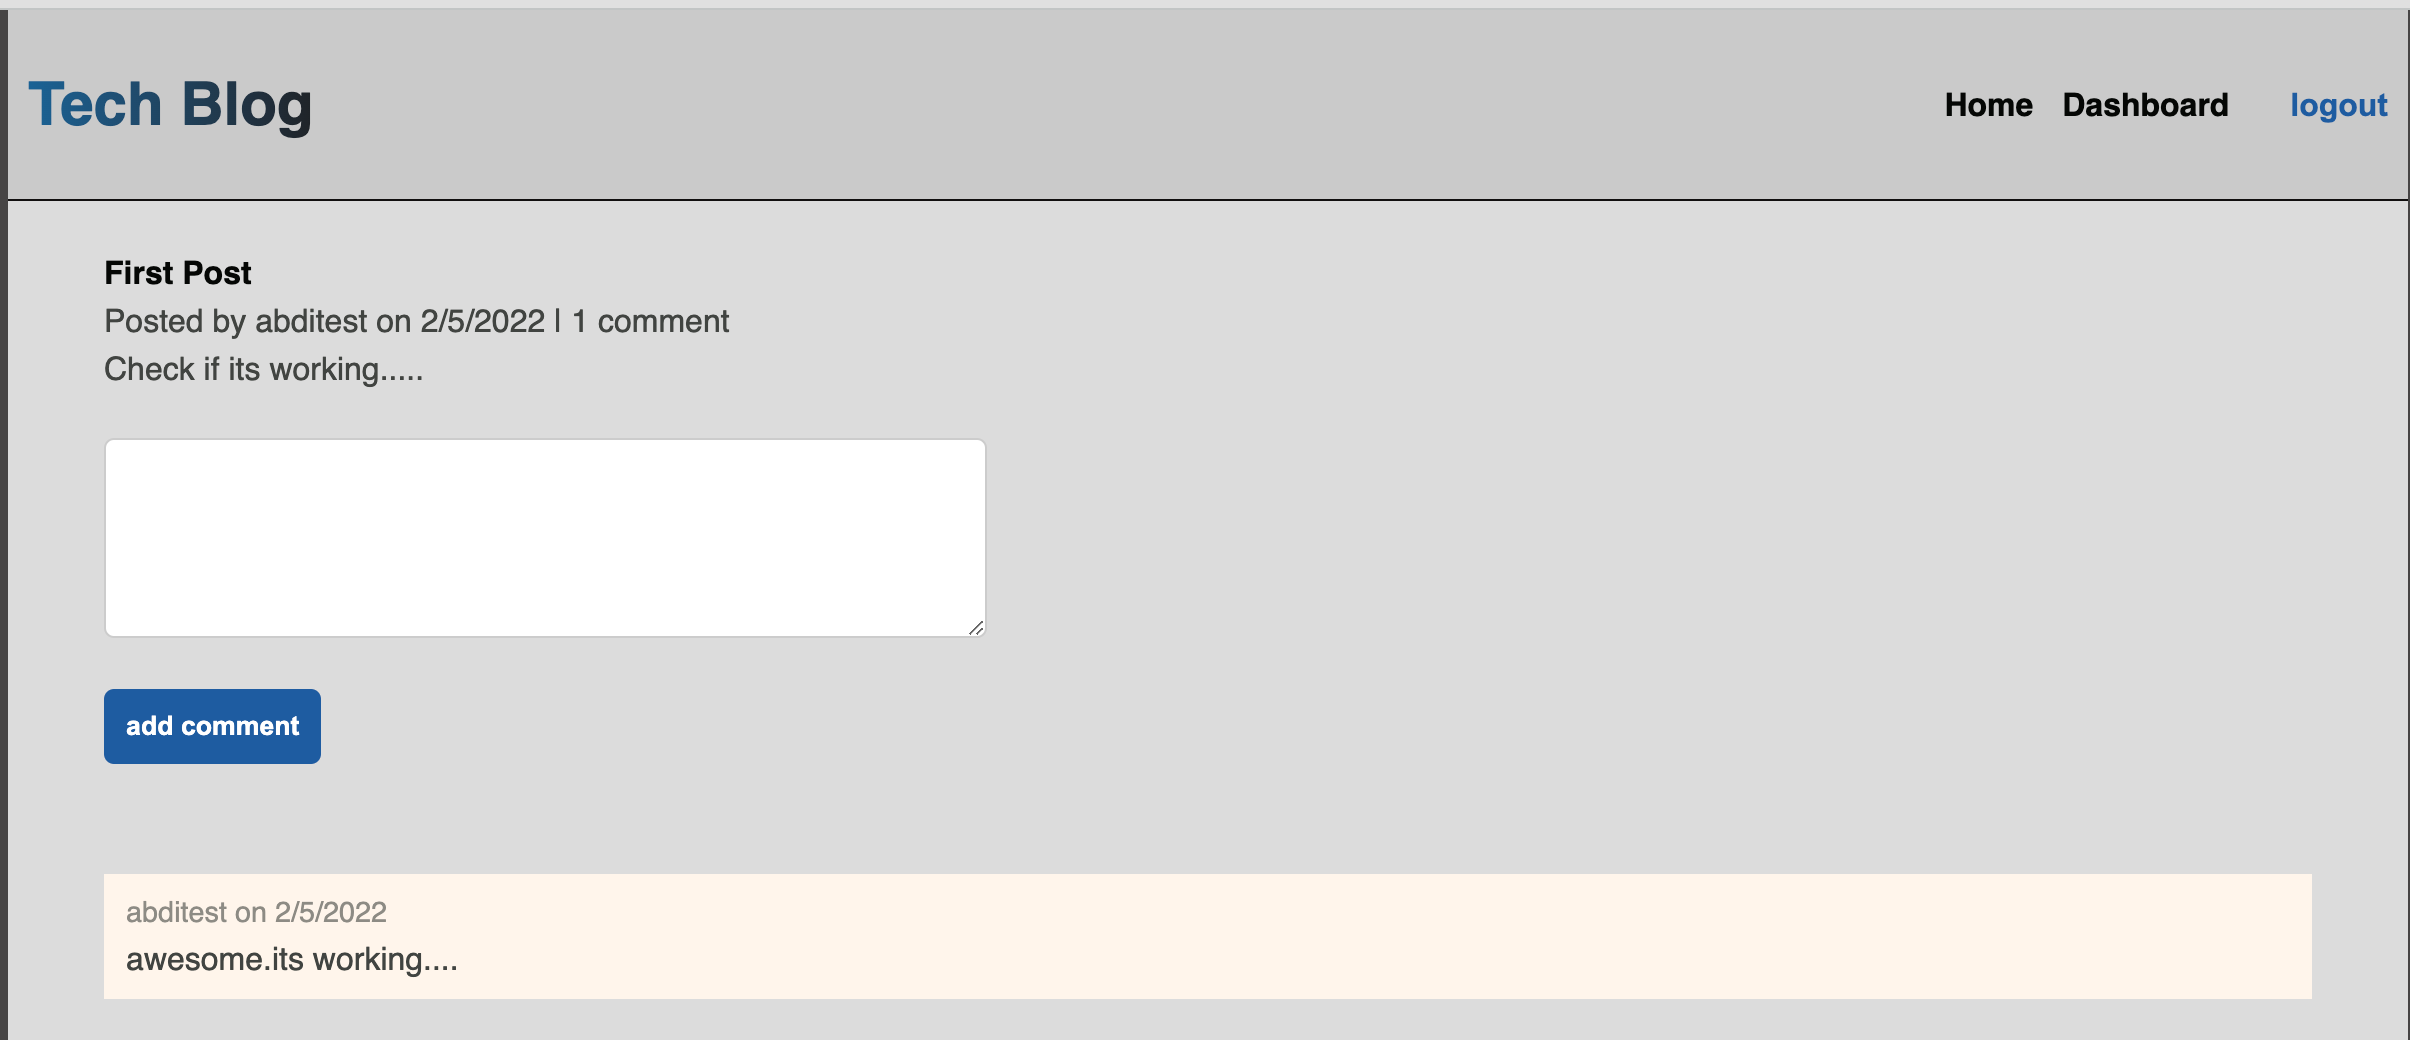 Tech Blog
Home Dashboard logout
First Post
Posted by abditest on 2/5/2022 | 1 comment
Check if its working.....
add comment
abditest on 2/5/2022
awesome.its working....